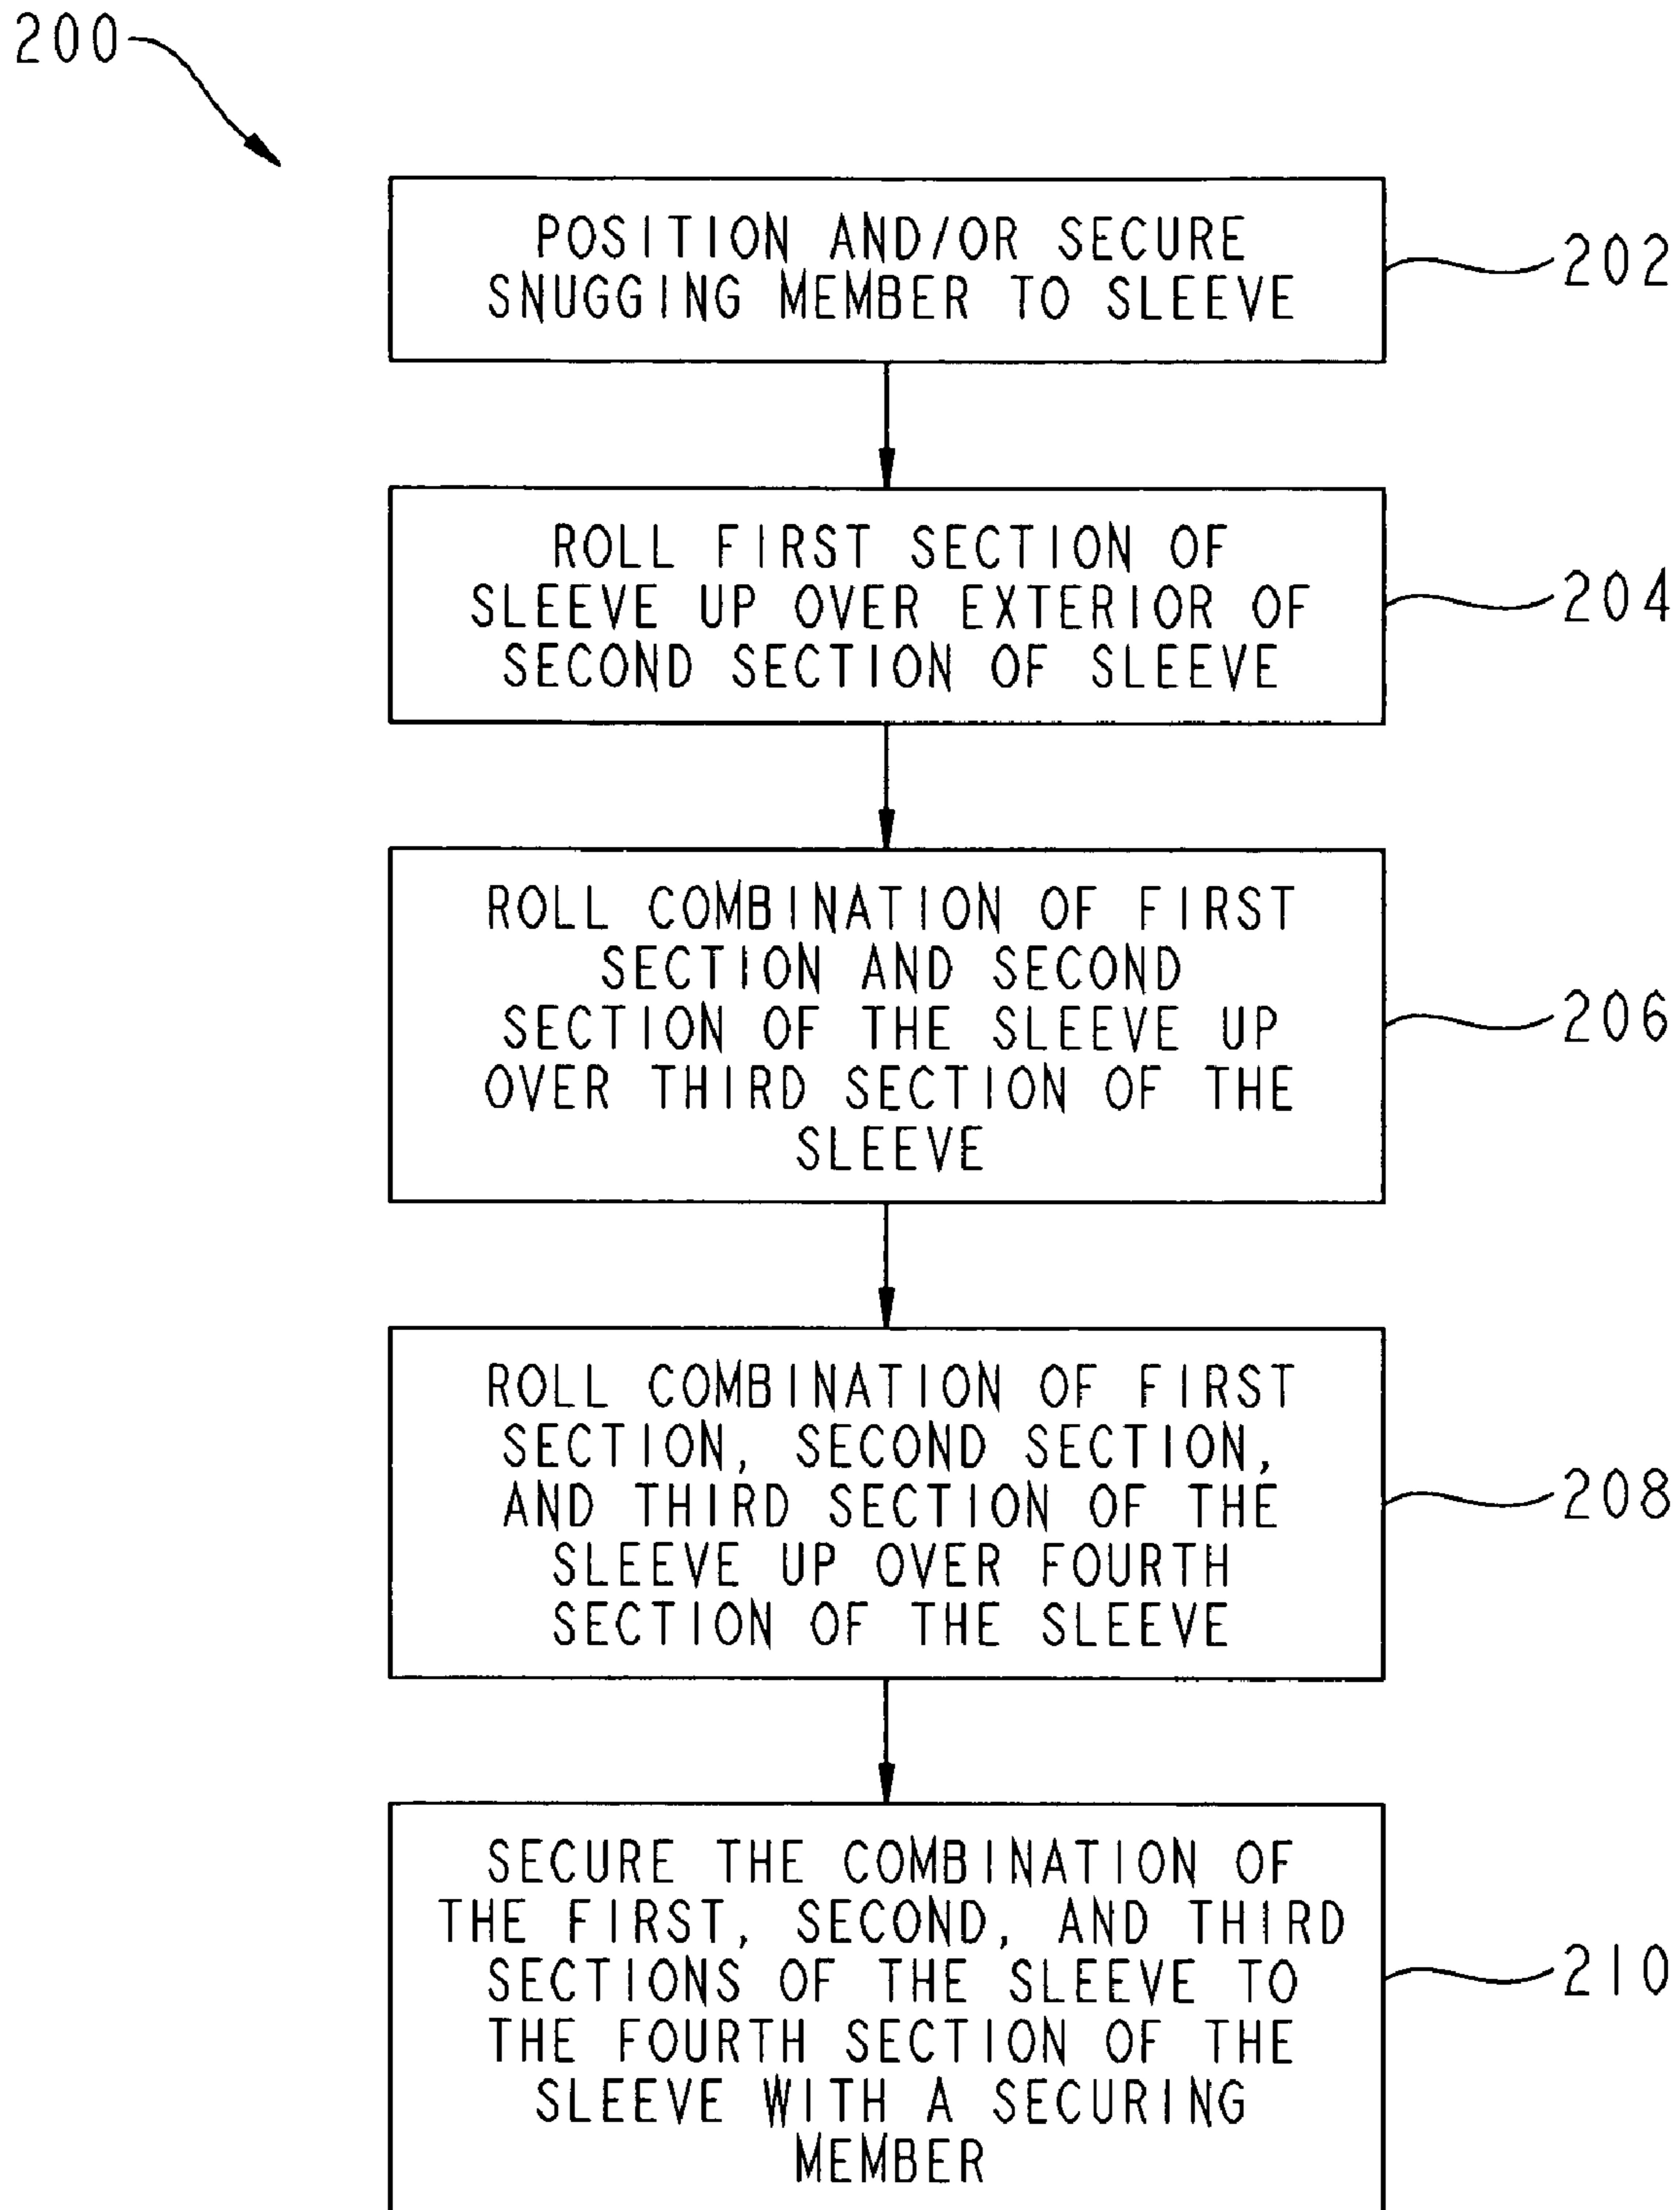 200
POSITION AND/OR SECURE
SNUGGING MEMBER TO SLEEVE
202
ROLL FIRST SECTION OF
SLEEVE UP OVER EXTERIOR OF
SECOND SECTION OF SLEEVE
204
ROLL COMBINATION OF FIRST
SECTION AND SECOND
SECTION OF THE SLEEVE UP
OVER THIRD SECTION OF THE
SLEEVE
206
ROLL COMBINATION OF FIRST
SECTION, SECOND SECTION,
AND THIRD SECTION OF THE
SLEEVE UP OVER FOURTH
SECTION OF THE SLEEVE
208
SECURE THE COMBINATION OF
THE FIRST, SECOND, AND THIRD
SECTIONS OF THE SLEEVE TO
THE FOURTH SECTION OF THE
SLEEVE WITH A SECURING
MEMBER
210